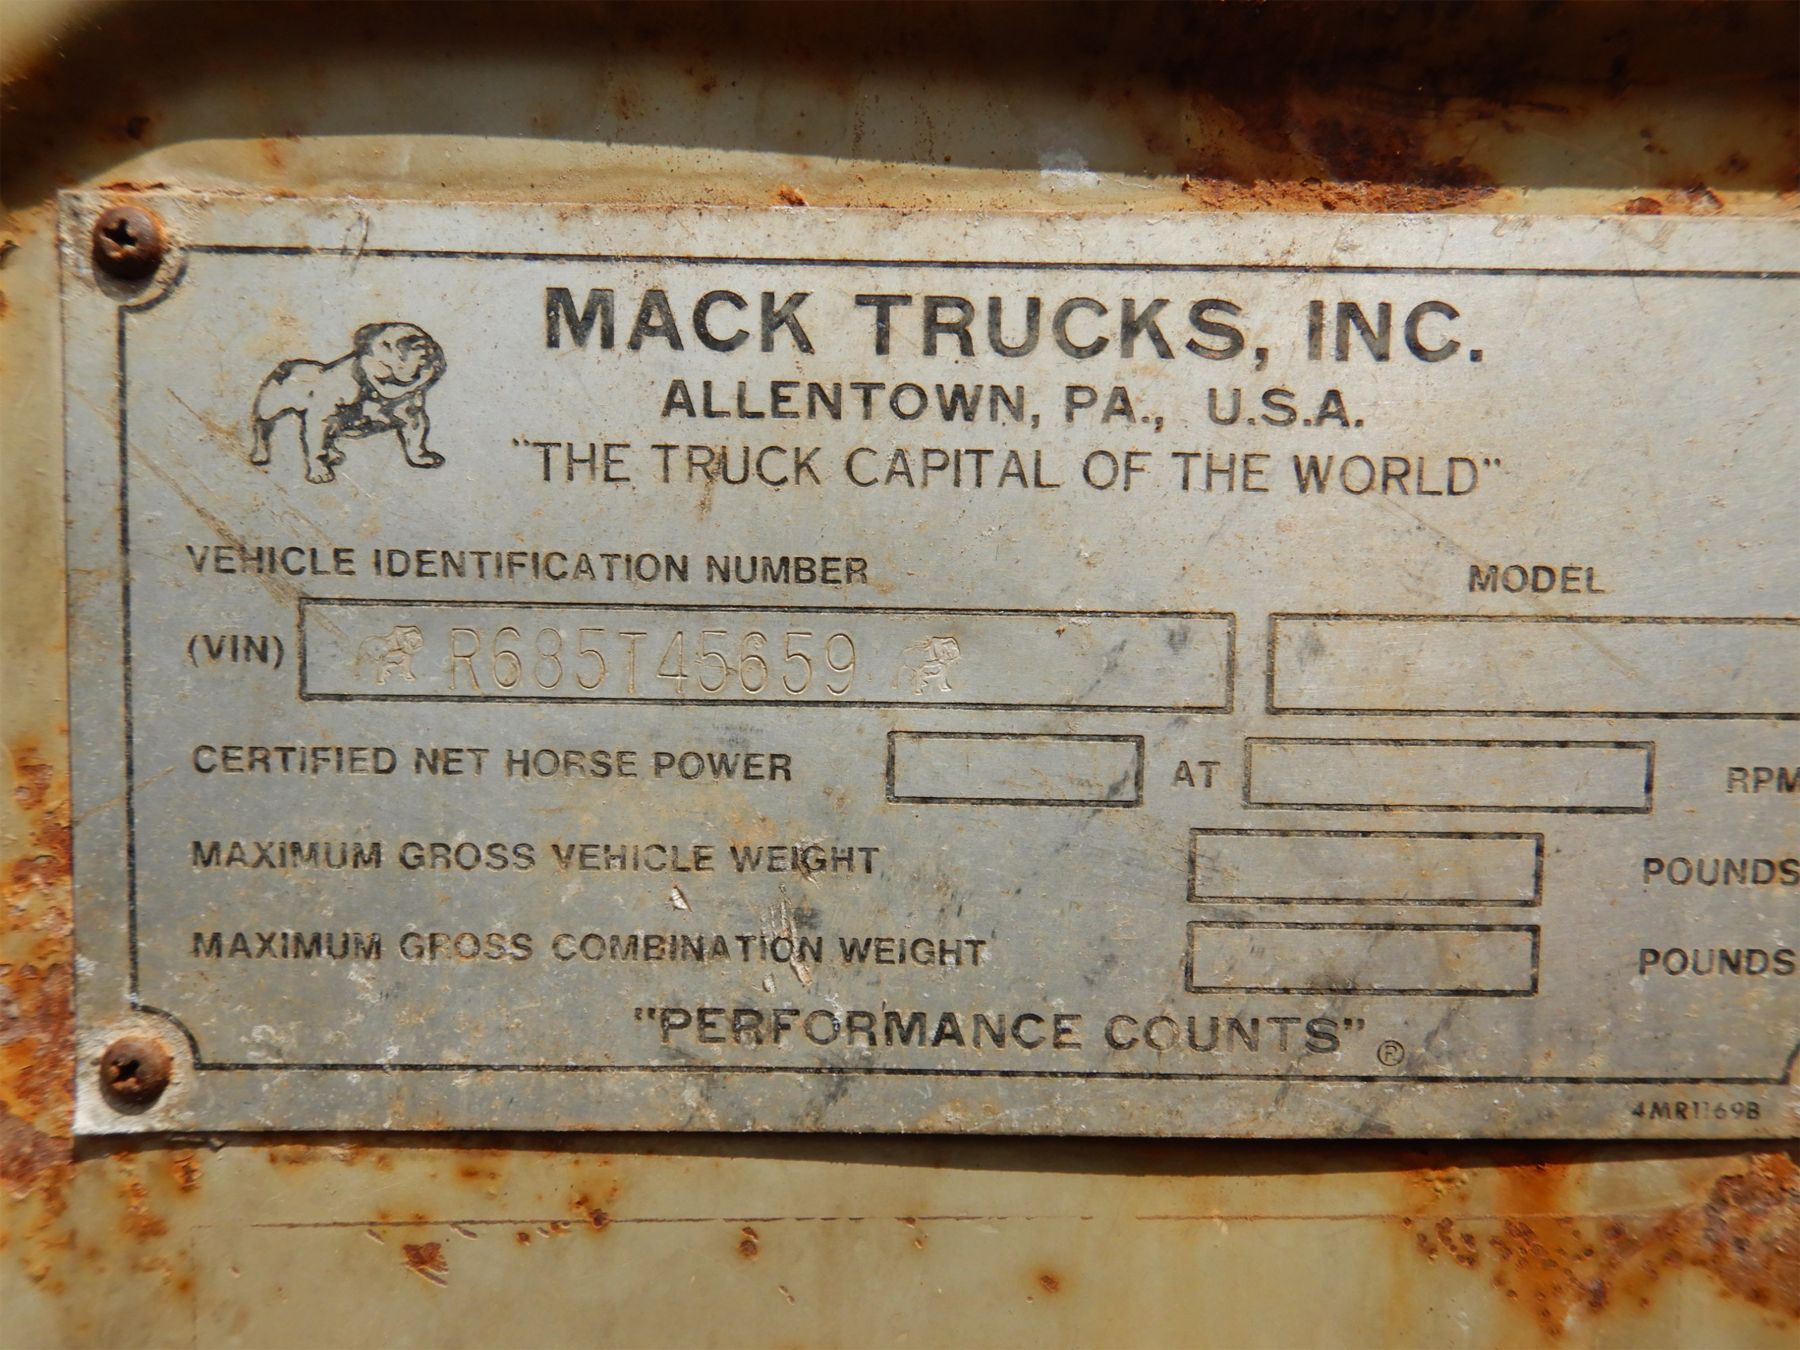 MACK TRUCKS, INC.
ALLENTOWN, PA., U.S.A.
"THE TRUCK CAPITAL OF THE WORLD"
VEHICLE IDENTIFICATION NUMBER MODEL
(VIN) R685T45659
CERTIFIED NET HORSE POWER AT RPM
MAXIMUM GROSS VEHICLE WEIGHT POUNDS
MAXIMUM GROSS COMBINATION WEIGHT POUNDS
"PERFORMANCE COUNTS" ®
4MR1169B